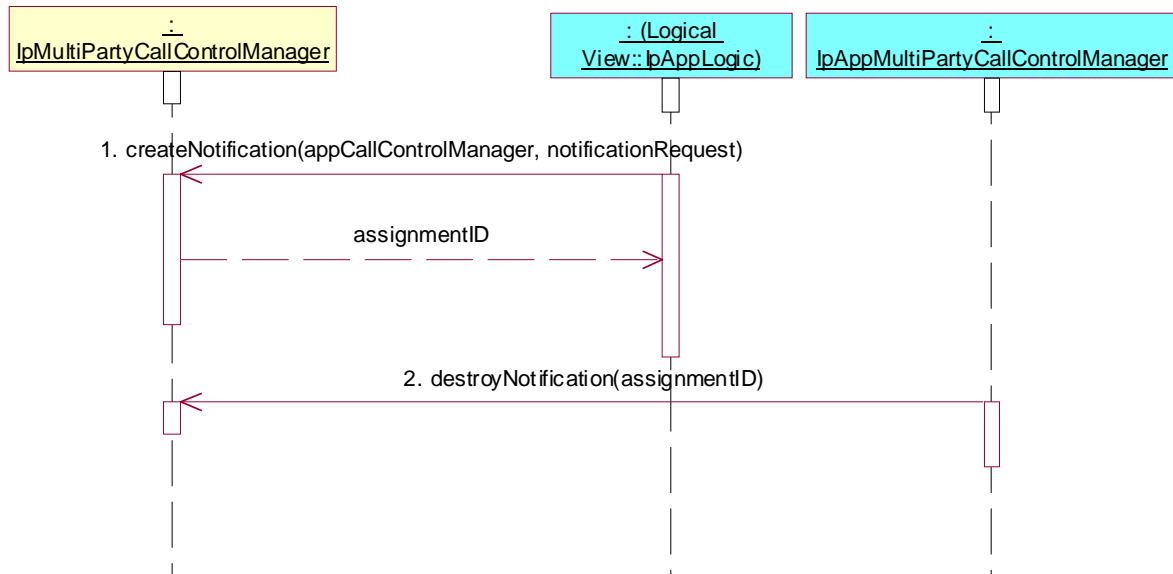 :
IpMultiPartyCallControlManager
: (Logical
View::IpAppLogic)
:
IpAppMultiPartyCallControlManager
1. createNotification(appCallControlManager, notificationRequest)
assignmentID
2. destroyNotification(assignmentID)